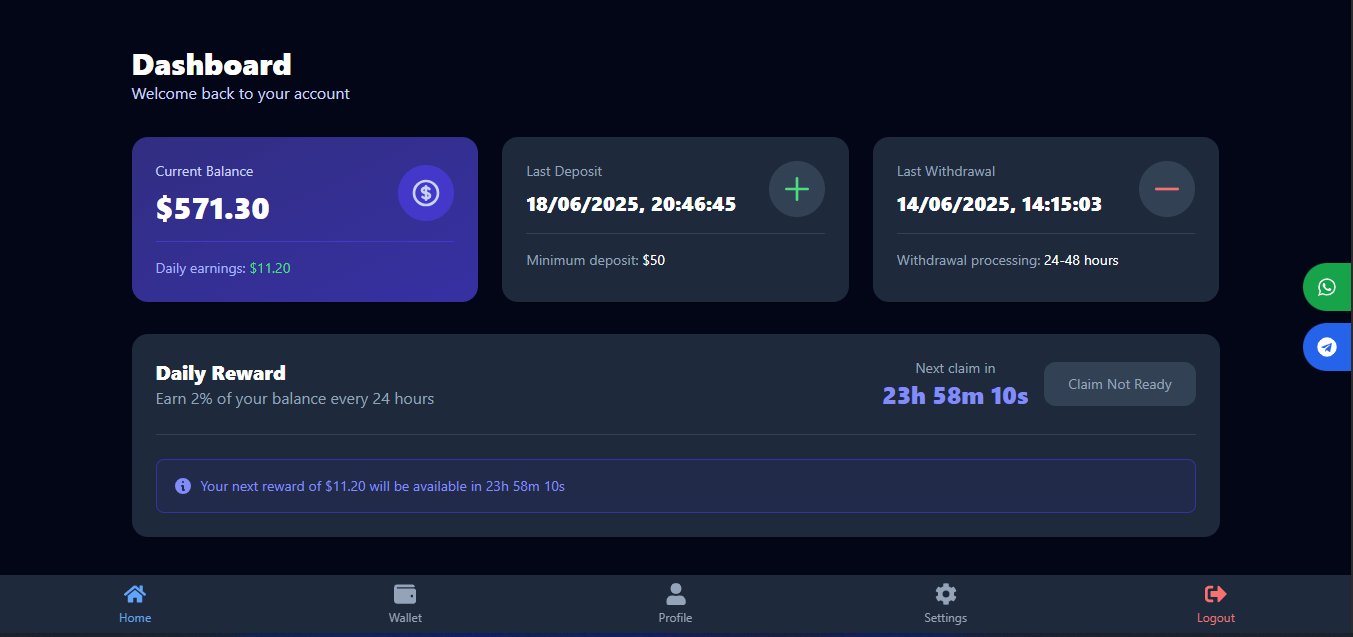 Dashboard
Welcome back to your account
Current Balance
$571.30
Daily earnings: $11.20
Last Deposit
18/06/2025, 20:46:45
Minimum deposit: $50
Last Withdrawal
14/06/2025, 14:15:03
Withdrawal processing: 24-48 hours
Daily Reward
Earn 2% of your balance every 24 hours
Next claim in
23h 58m 10s
Claim Not Ready
Your next reward of $11.20 will be available in 23h 58m 10s
Home
Wallet
Profile
Settings
Logout